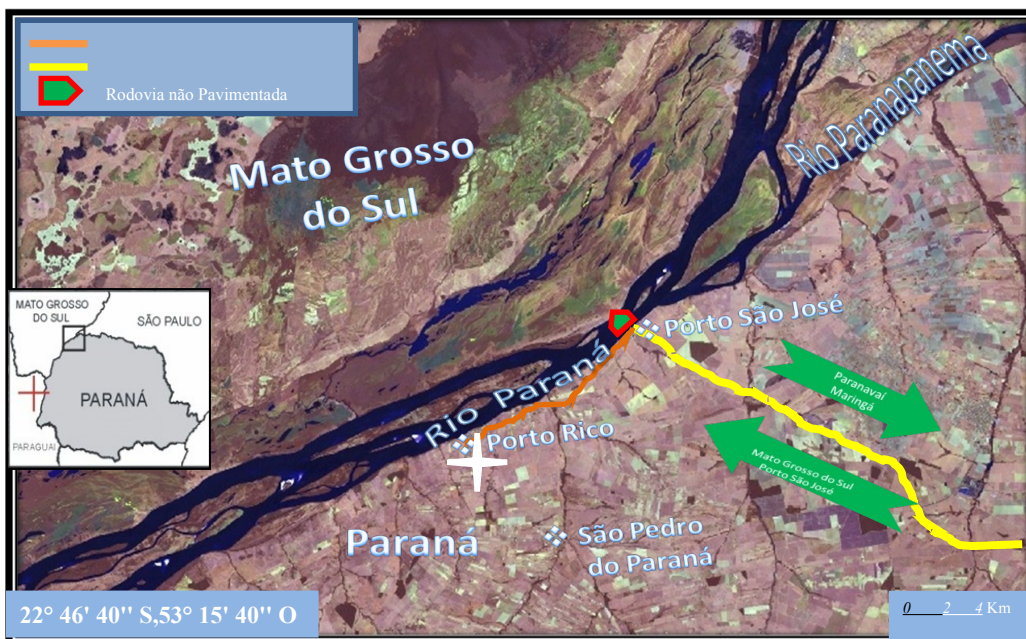 Rodovia não Pavimentada
Rio Paranapanema
Mato Grosso
do Sul
MATO GROSSO
DO SUL
SÃO PAULO
PARANÁ
PARAGUAI
Porto São José
Rio Paraná
Paranavaí
Maringá
Porto Rico
Mato Grosso do Sul
Porto São José
Paraná
São Pedro
do Paraná
22° 46' 40'' S,53° 15' 40'' O
0 2 4 Km